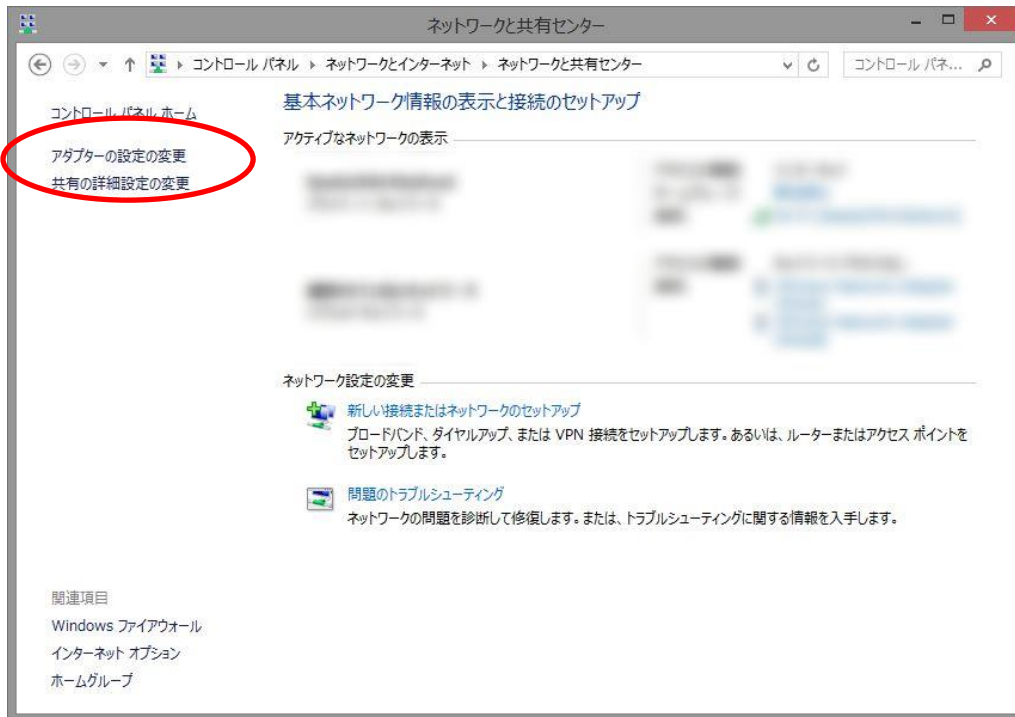 ネットワークと共有センター
コントロール パネル ▸ ネットワークとインターネット ▸ ネットワークと共有センター
コントロール パネ...
コントロール パネル ホーム
アダプターの設定の変更
共有の詳細設定の変更
基本ネットワーク情報の表示と接続のセットアップ
アクティブなネットワークの表示
ネットワーク設定の変更
新しい接続またはネットワークのセットアップ
ブロードバンド、ダイヤルアップ、または VPN 接続をセットアップします。あるいは、ルーターまたはアクセス ポイントを
セットアップします。
問題のトラブルシューティング
ネットワークの問題を診断して修復します。または、トラブルシューティングに関する情報を入手します。
関連項目
Windows ファイアウォール
インターネット オプション
ホームグループ